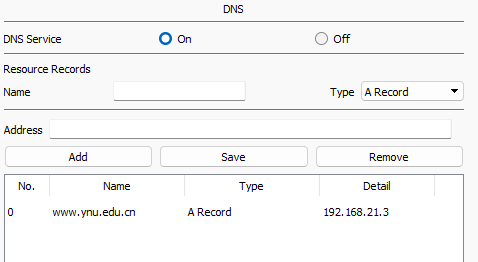 DNS
DNS Service On Off
Resource Records
Name Type A Record
Address
Add Save Remove
No. Name Type Detail
0 www.ynu.edu.cn A Record 192.168.21.3